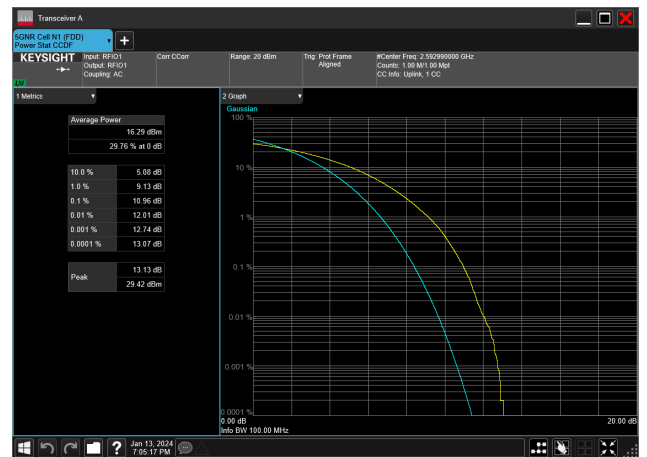 Transceiver A
5GNR Cell N1 (FDD)
Power Stat CCDF
KEYSIGHT
Input: RFIO1
Output: RFIO1
Coupling: AC
Corr CCorr
Range: 20 dBm
Trig: Prot Frame
Aligned
#Center Freq: 2.592990000 GHz
Counts: 1.00 M/1.00 Mpt
CC Info: Uplink, 1 CC
1 Metrics
Average Power
16.29 dBm
29.76 % at 0 dB
10.0 % 5.08 dB
1.0 % 9.13 dB
0.1 % 10.96 dB
0.01 % 12.01 dB
0.001 % 12.74 dB
0.0001 % 13.07 dB
Peak
13.13 dB
29.42 dBm
2 Graph
Gaussian
100 %
10 %
1 %
0.1 %
0.01 %
0.001 %
0.0001 %
0.00 dB
20.00 dB
Info BW 100.00 MHz
Jan 13, 2024
7:05:17 PM